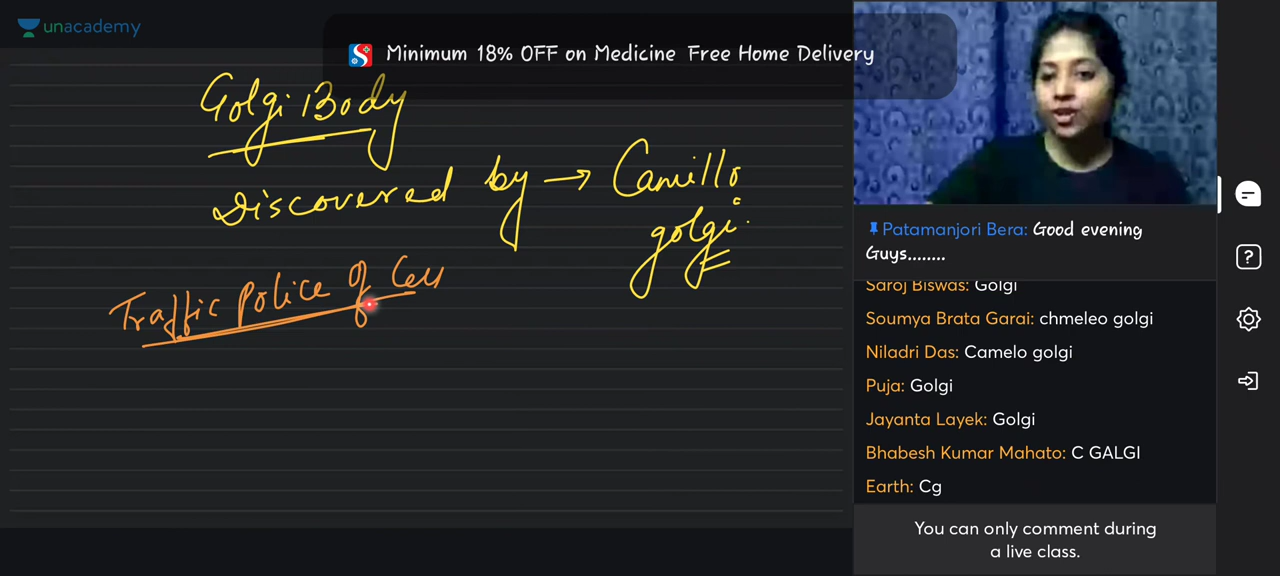 unacademy
Minimum 18% OFF on Medicine Free Home Delivery
Golgi Body
Discovered by → Camillo
golgi
Traffic police of Cell
Patamanjori Bera: Good evening
Guys........
Saroj Biswas: Golgi
Soumya Brata Garai: chmeleo golgi
Niladri Das: Camelo golgi
Puja: Golgi
Jayanta Layek: Golgi
Bhabesh Kumar Mahato: C GALGI
Earth: Cg
You can only comment during
a live class.